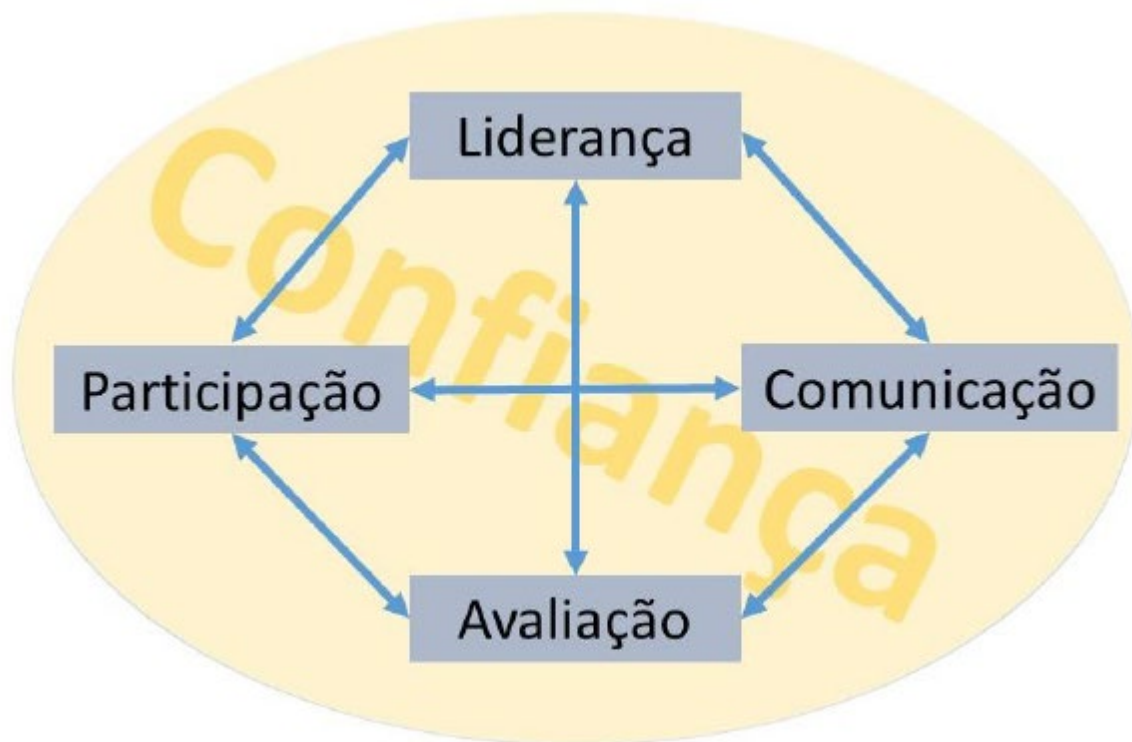 Liderança
Confiança
Participação
Comunicação
Avaliação